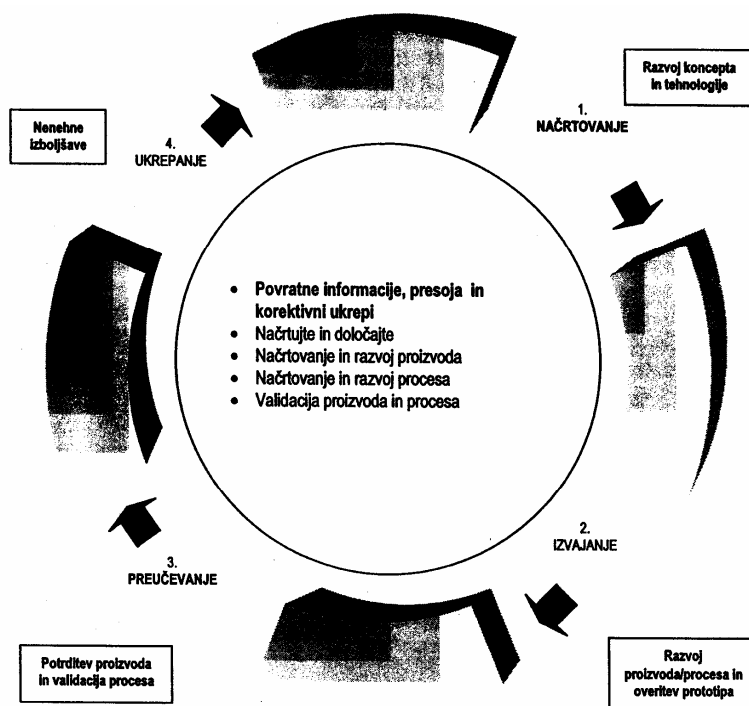 Razvoj koncepta
in tehnologije
1.
NAČRTOVANJE
Nenehne
izboljšave
4.
UKREPANJE
• Povratne informacije, presoja in
korektivni ukrepi
• Načrtujte in določajte
• Načrtovanje in razvoj proizvoda
• Načrtovanje in razvoj procesa
• Validacija proizvoda in procesa
2.
IZVAJANJE
3.
PREUČEVANJE
Potrditev proizvoda
in validacija procesa
Razvoj
proizvoda/procesa in
overitev prototipa